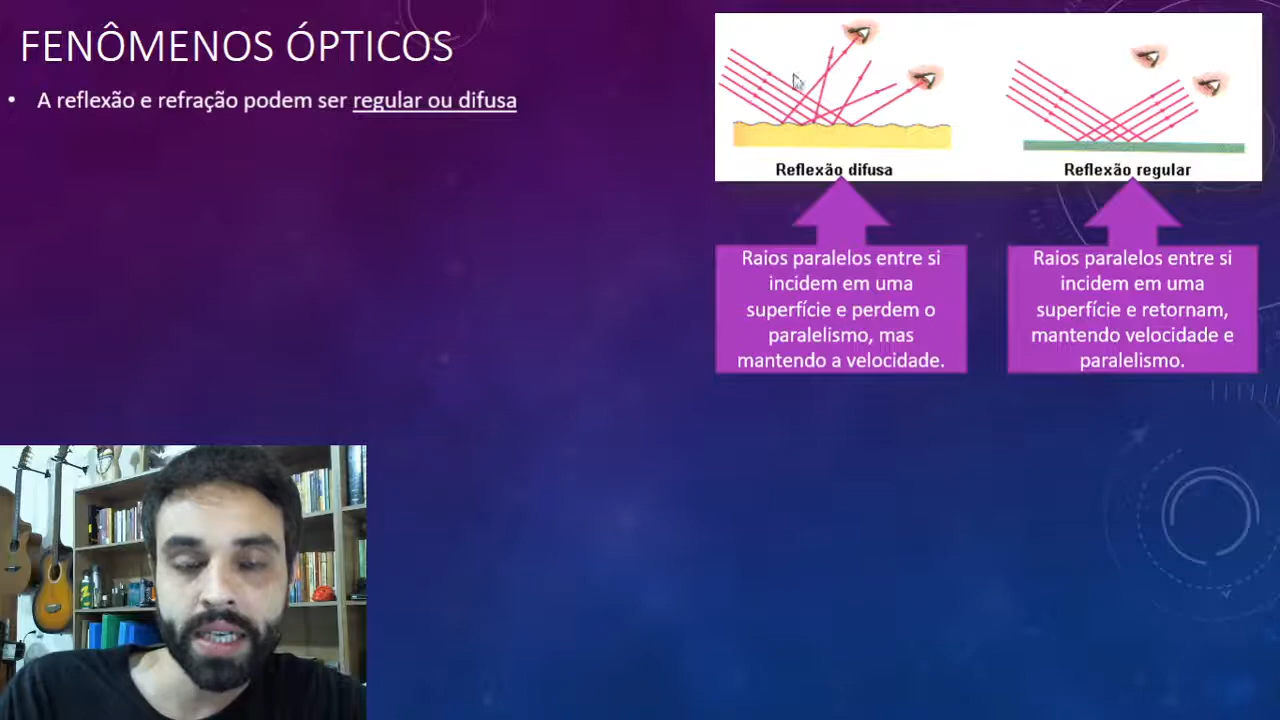 FENÔMENOS ÓPTICOS
• A reflexão e refração podem ser regular ou difusa
Reflexão difusa
Reflexão regular
Raios paralelos entre si
incidem em uma
superfície e perdem o
paralelismo, mas
mantendo a velocidade.
Raios paralelos entre si
incidem em uma
superfície e retornam,
mantendo velocidade e
paralelismo.